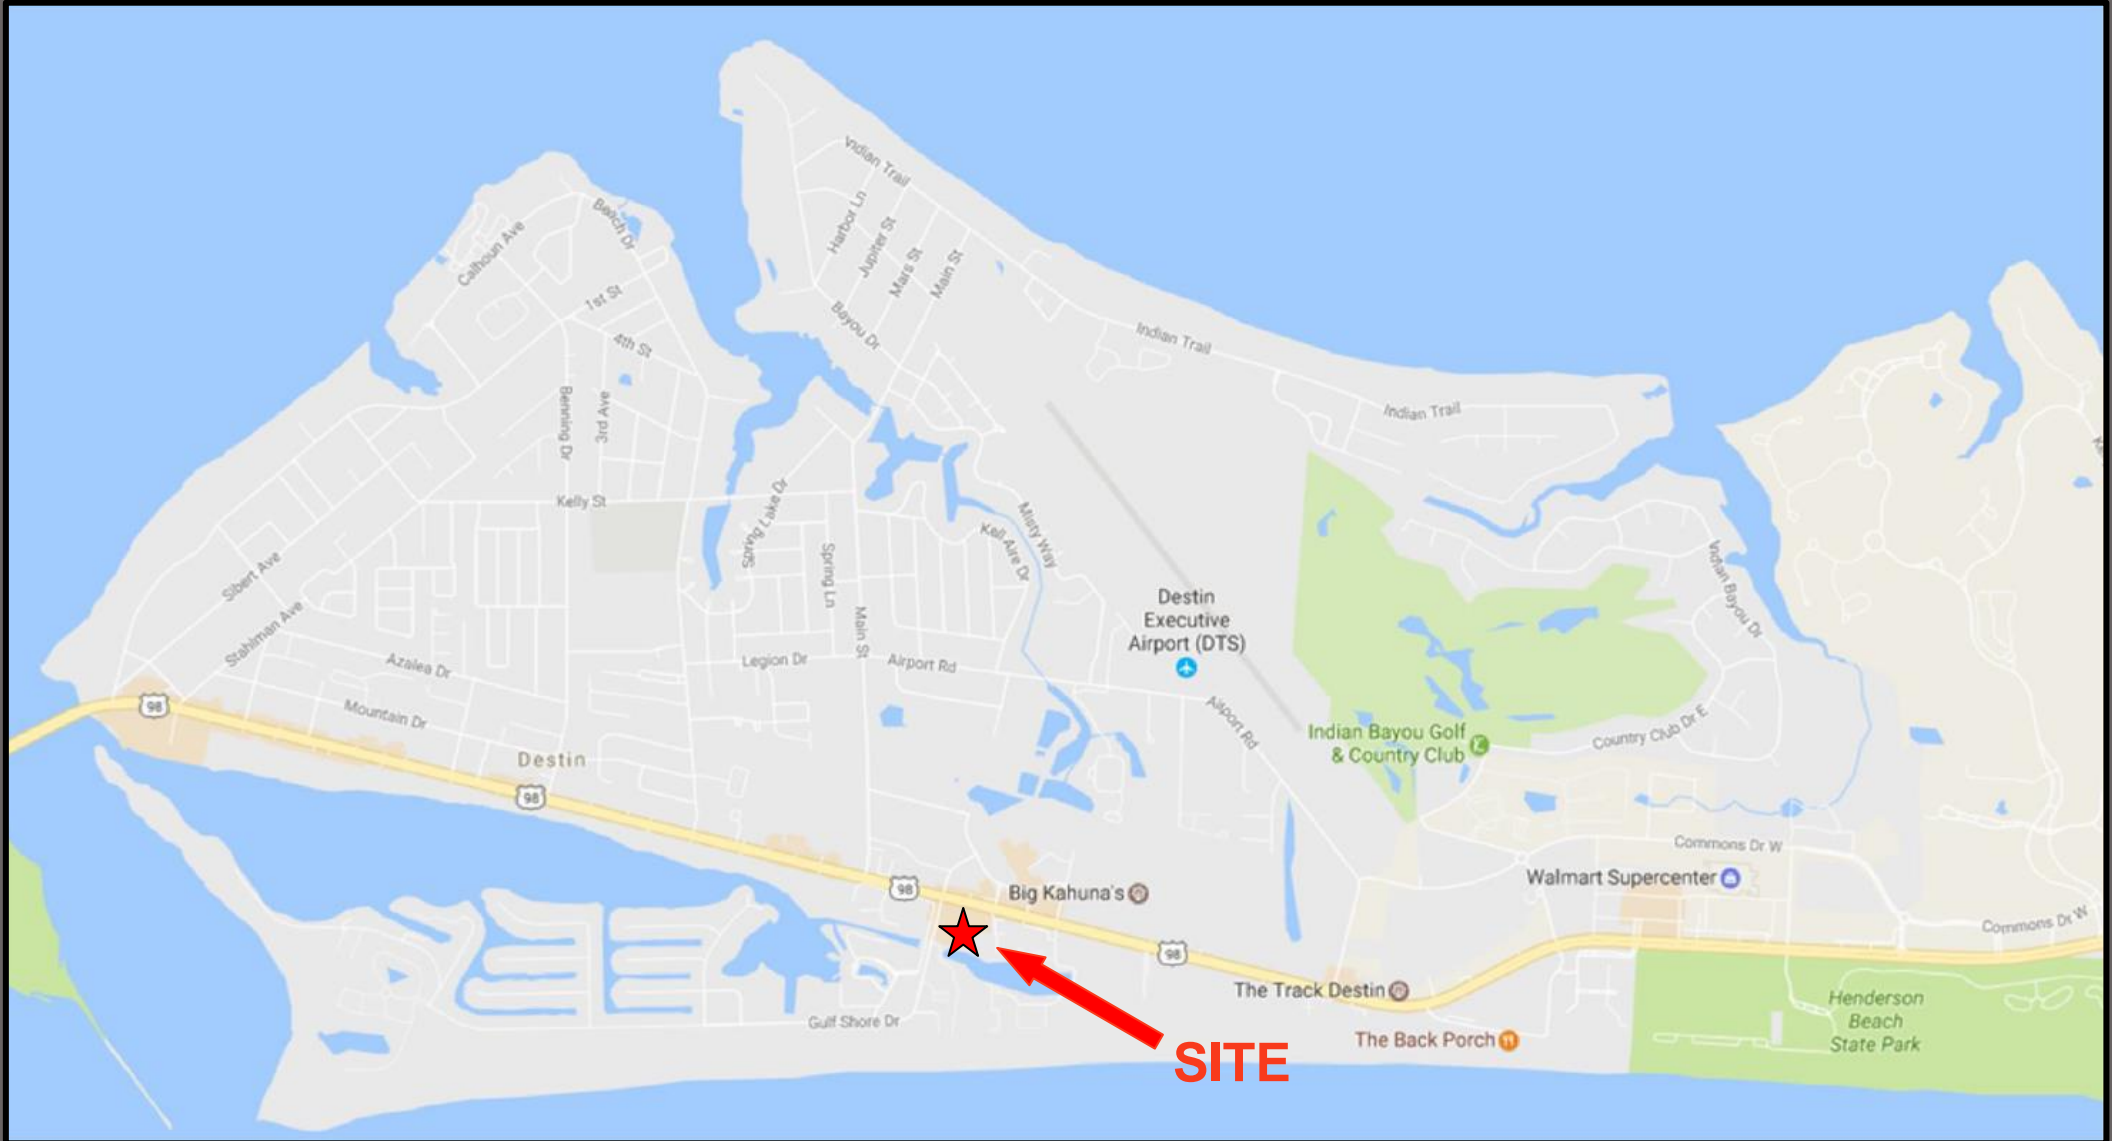 Indian Trail
Harbor Ln
Jupiter St
Mars St
Main St
Beach Dr
Calhoun Ave
1st St
4th St
Bayou Dr
Indian Trail
Indian Trail
Benning Dr
3rd Ave
Kelly St
Spring Lake Dr
Spring Ln
Main St
Kell Aire Dr
Misty Way
Sibert Ave
Stahlman Ave
Azalea Dr
Mountain Dr
Legion Dr
Airport Rd
Destin
Executive
Airport (DTS)
Airport Rd
Indian Bayou Dr
Indian Bayou Golf
& Country Club
Country Club Dr E
98
Destin
98
98
Big Kahuna's
98
Commons Dr W
Walmart Supercenter
Commons Dr W
The Track Destin
The Back Porch
Gulf Shore Dr
Henderson
Beach
State Park
SITE